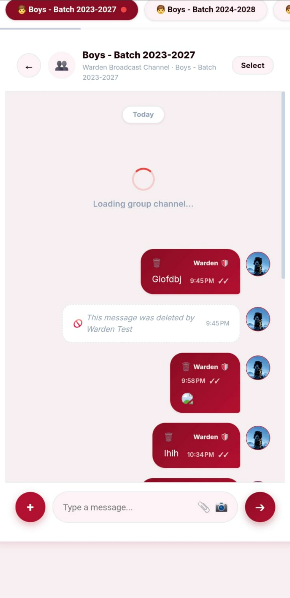 Boys - Batch 2023-2027
Boys - Batch 2024-2028
←
Boys - Batch 2023-2027
Warden Broadcast Channel · Boys - Batch
2023-2027
Select
Today
Loading group channel...
Warden
Glofdbj 9:45 PM ✓✓
This message was deleted by
Warden Test
9:45 PM
Warden
9:58 PM ✓✓
Warden
Ihih 10:34 PM ✓✓
+ Type a message... →